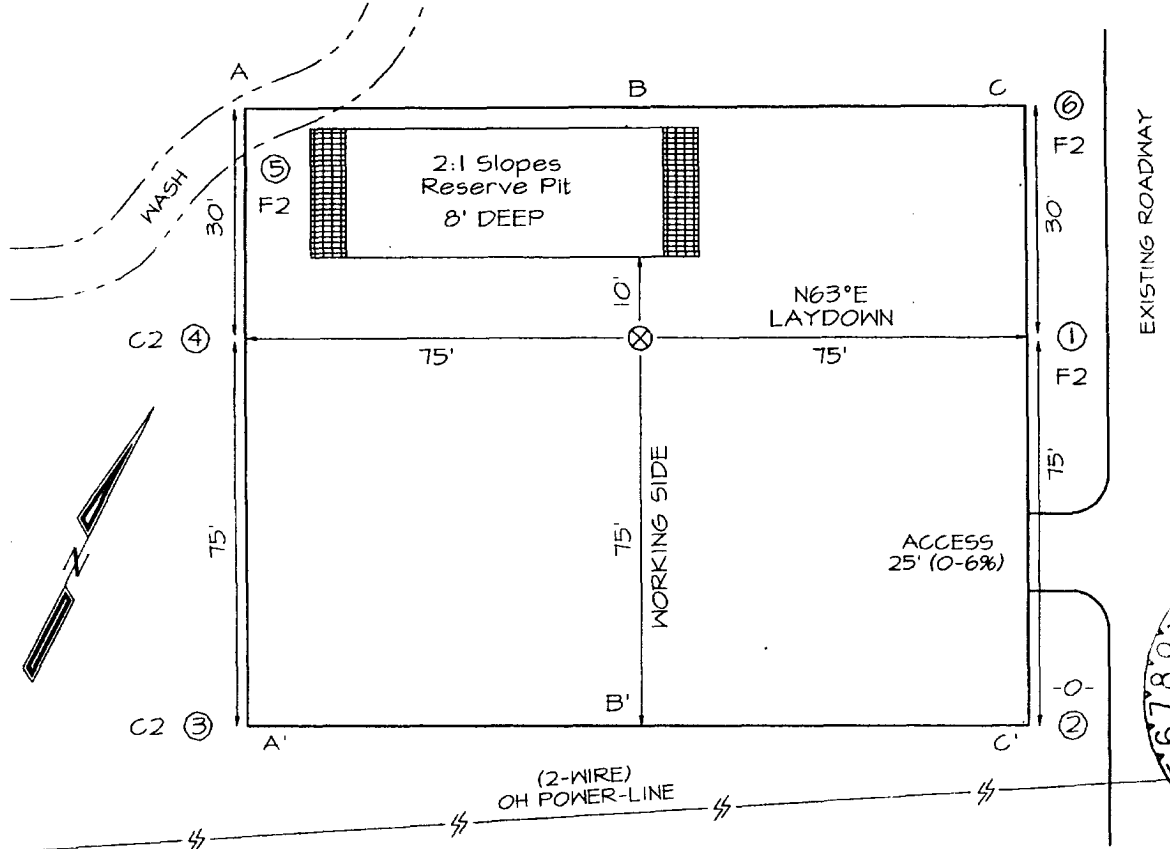 A
B
C
⑥
F2
⑤
F2
2:1 Slopes
Reserve Pit
8' DEEP
WASH
30'
30'
EXISTING ROADWAY
10'
N63°E
LAYDOWN
C2 ④
75'
75'
①
F2
75'
75'
75'
WORKING SIDE
N
ACCESS
25' (0-6%)
-0-
②
C2 ③
A'
B'
C'
(2-WIRE)
OH POWER-LINE